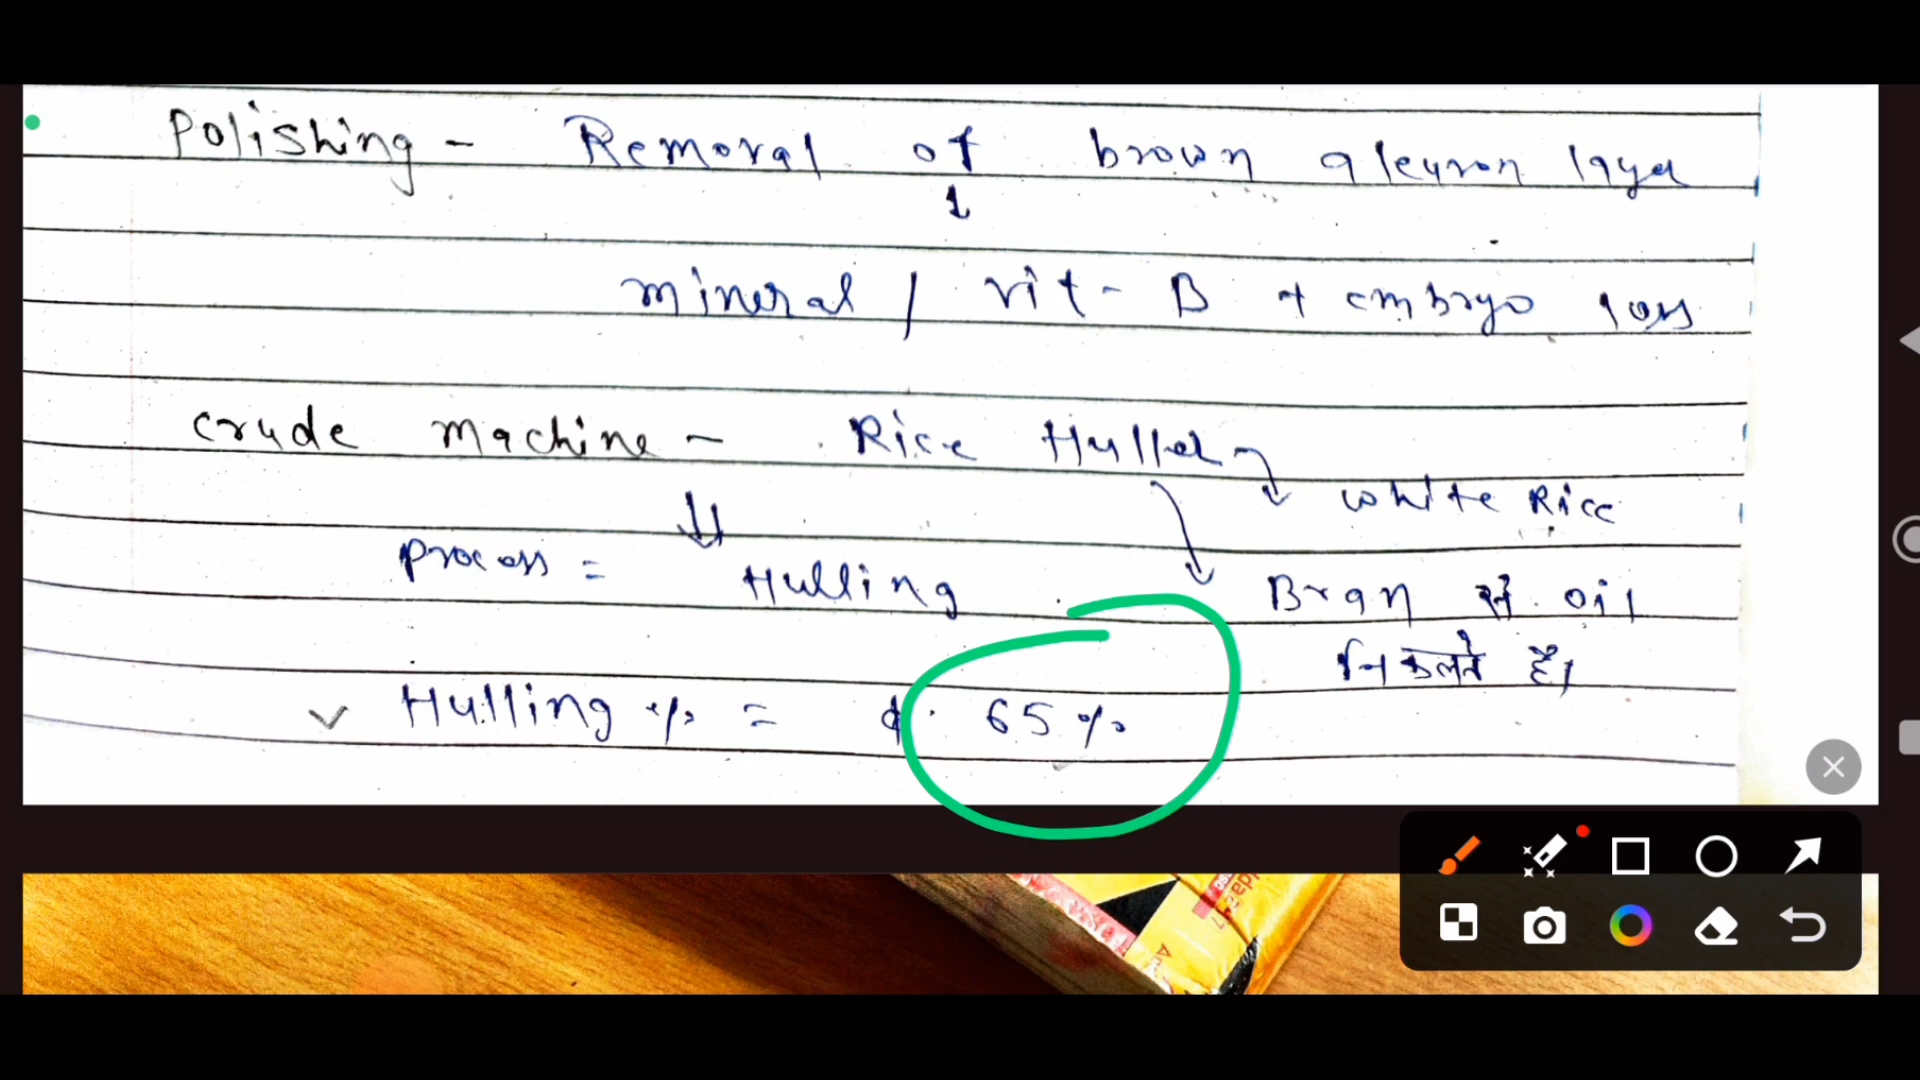 Polishing - Removal of brown aleuron layer
mineral / vit- B + embryo loss
Crude machine - Rice Huller
White Rice
Process = Hulling
Bran से oil
निकलते है।
Hulling % = 65 %